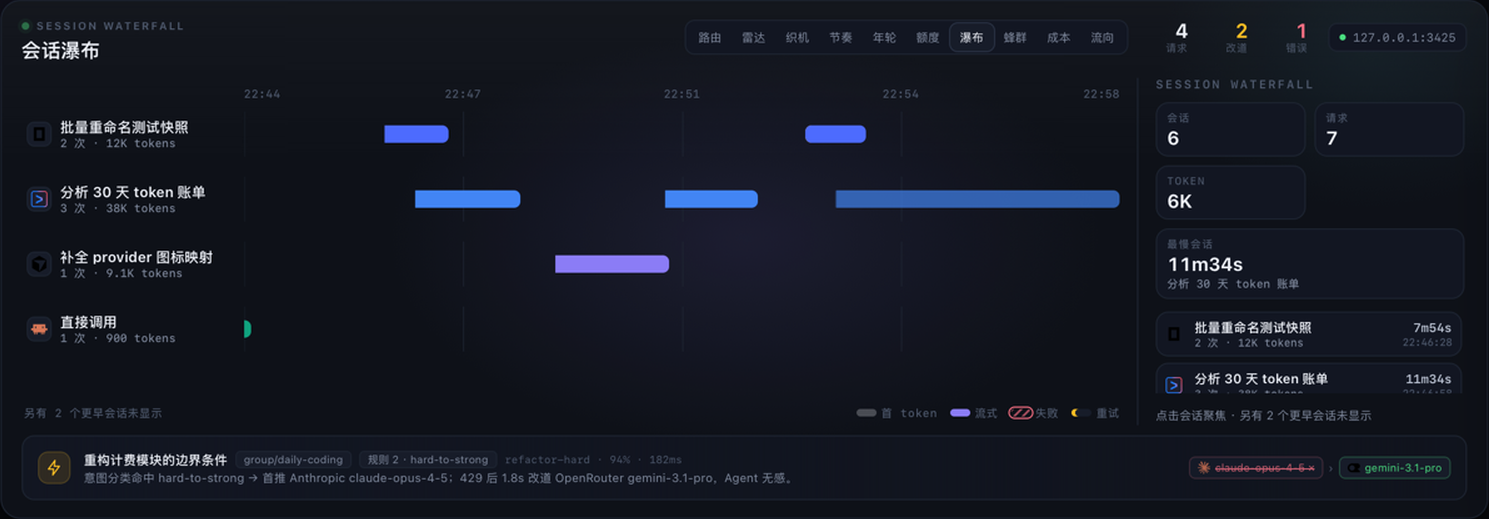 SESSION WATERFALL
会话瀑布
路由 雷达 织机 节奏 年轮 额度 瀑布 蜂群 成本 流向
4 请求
2 改道
1 错误
127.0.0.1:3425
22:44 22:47 22:51 22:54 22:58
批量重命名测试快照
2 次 · 12K tokens
分析 30 天 token 账单
3 次 · 38K tokens
补全 provider 图标映射
1 次 · 9.1K tokens
直接调用
1 次 · 900 tokens
另有 2 个更早会话未显示
首 token 流式 失败 重试
SESSION WATERFALL
会话
6
请求
7
TOKEN
6K
最慢会话
11m34s
分析 30 天 token 账单
批量重命名测试快照 7m54s
2 次 · 12K tokens 22:46:28
分析 30 天 token 账单 11m34s
3 次 · 38K tokens 22:46:58
点击会话聚焦 · 另有 2 个更早会话未显示
重构计费模块的边界条件 group/daily-coding 规则 2 · hard-to-strong refactor-hard · 94% · 182ms
意图分类命中 hard-to-strong → 首推 Anthropic claude-opus-4-5；429 后 1.8s 改道 OpenRouter gemini-3.1-pro，Agent 无感。
claude-opus-4-5 × › gemini-3.1-pro